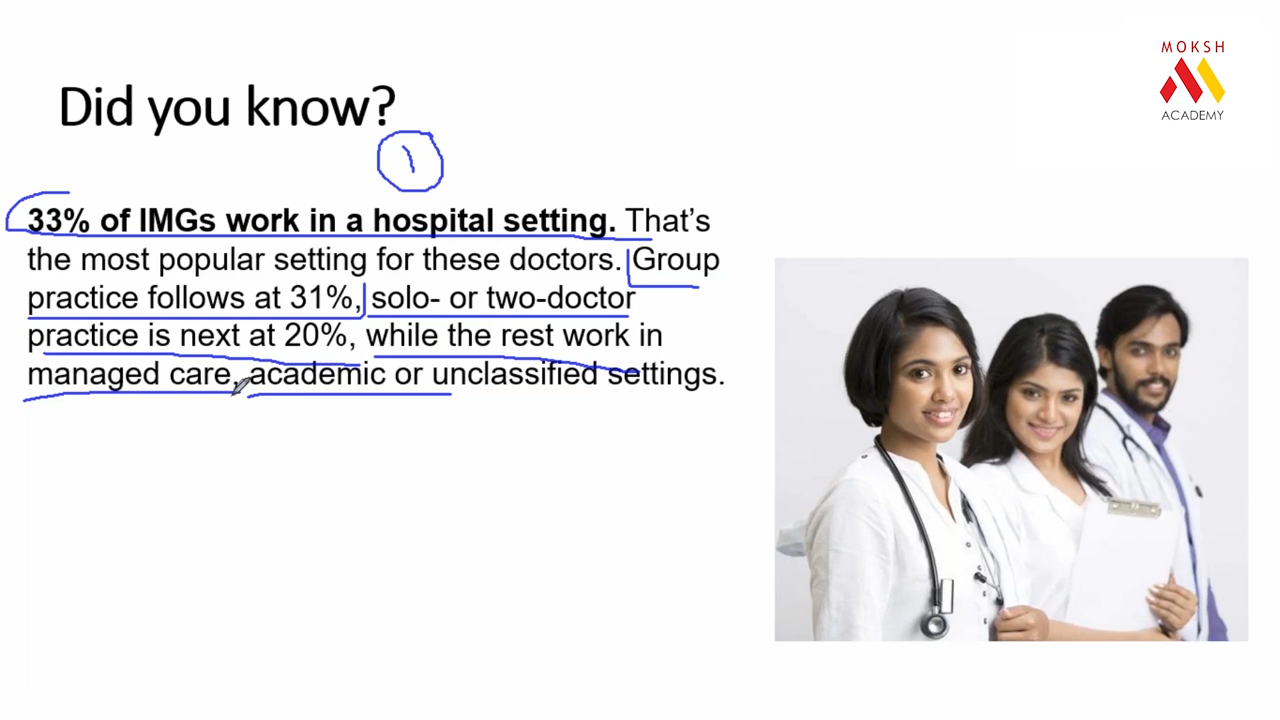 MOKSH
ACADEMY
Did you know?
1
33% of IMGs work in a hospital setting. That’s
the most popular setting for these doctors. Group
practice follows at 31%, solo- or two-doctor
practice is next at 20%, while the rest work in
managed care, academic or unclassified settings.